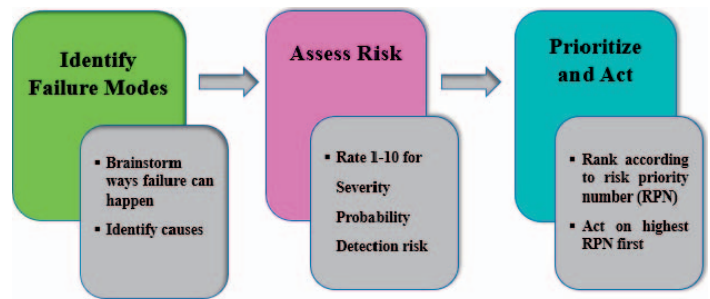 Identify
Failure Modes
▪ Brainstorm
ways failure can
happen
▪ Identify causes
Assess Risk
▪ Rate 1-10 for
Severity
Probability
Detection risk
Prioritize
and Act
▪ Rank according
to risk priority
number (RPN)
▪ Act on highest
RPN first